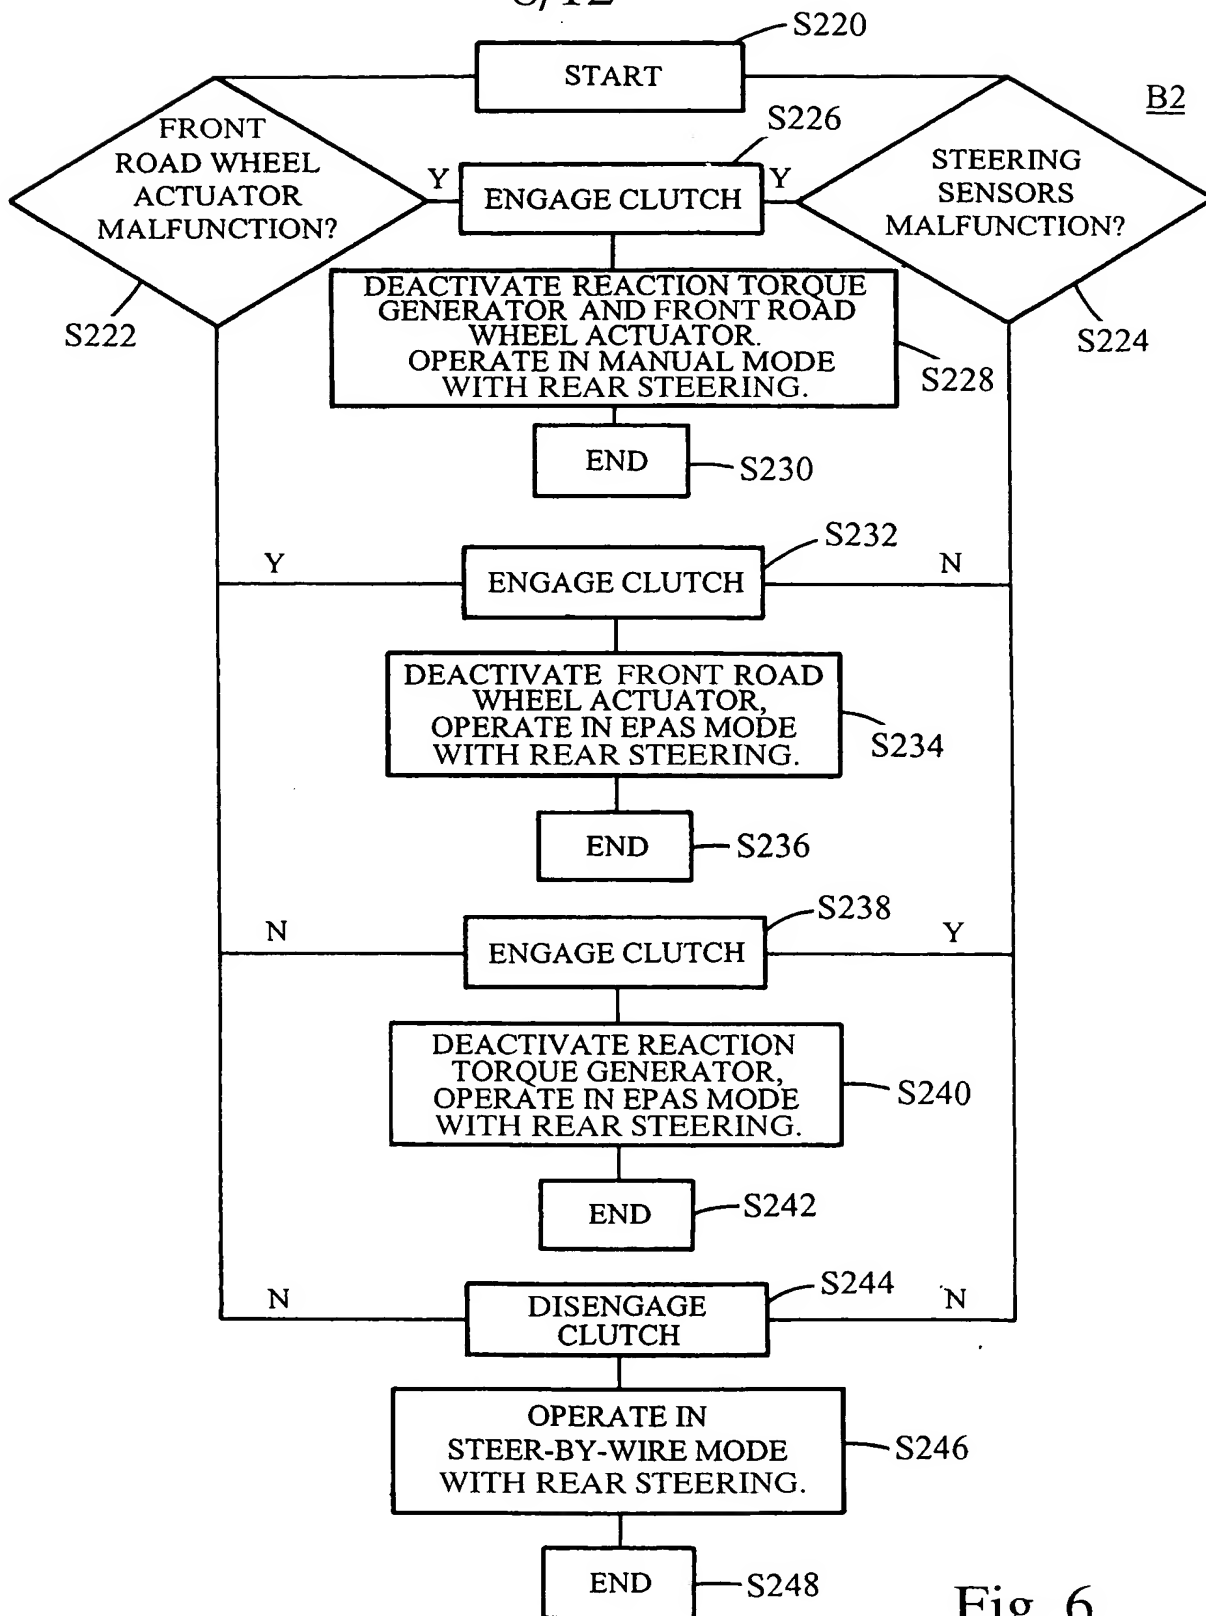 S220
START
B2
FRONT
ROAD WHEEL
ACTUATOR
MALFUNCTION?
S226
Y
ENGAGE CLUTCH
Y
STEERING
SENSORS
MALFUNCTION?
S222
DEACTIVATE REACTION TORQUE
GENERATOR AND FRONT ROAD
WHEEL ACTUATOR.
OPERATE IN MANUAL MODE
WITH REAR STEERING.
S224
S228
END
S230
S232
Y
ENGAGE CLUTCH
N
DEACTIVATE FRONT ROAD
WHEEL ACTUATOR,
OPERATE IN EPAS MODE
WITH REAR STEERING.
S234
END
S236
S238
N
ENGAGE CLUTCH
Y
DEACTIVATE REACTION
TORQUE GENERATOR,
OPERATE IN EPAS MODE
WITH REAR STEERING.
S240
END
S242
S244
N
DISENGAGE
CLUTCH
N
OPERATE IN
STEER-BY-WIRE MODE
WITH REAR STEERING.
S246
END
S248
Fig. 6